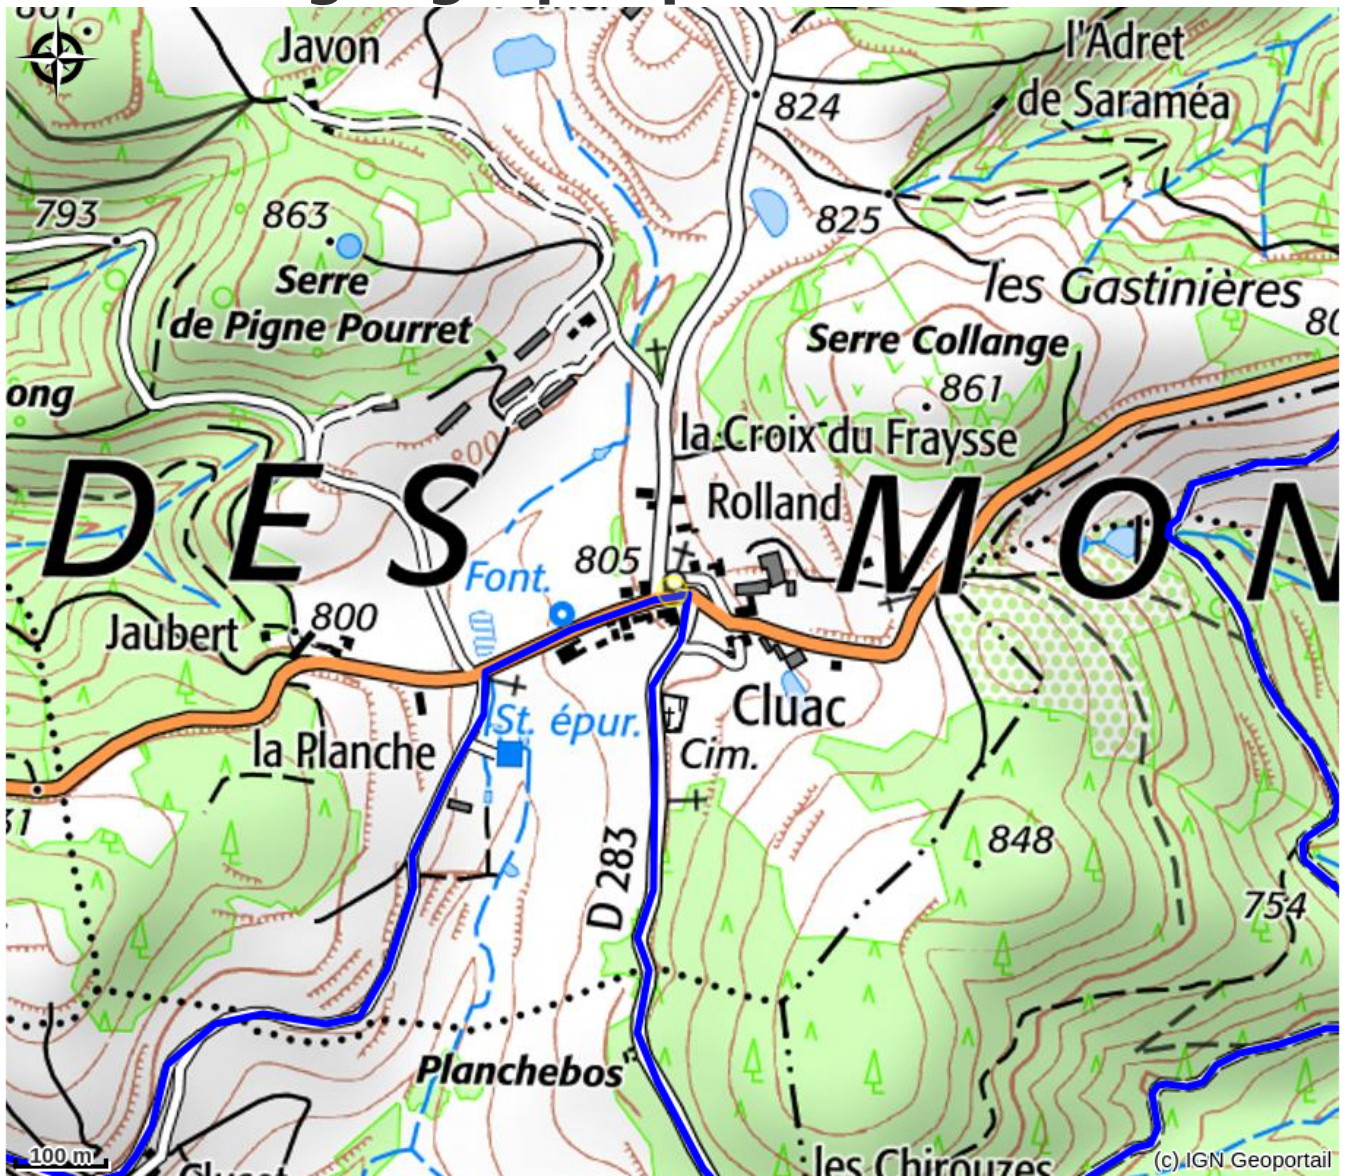 Javon
l'Adret
de Saraméa
824
793
863
825
Serre
de Pigne Pourret
les Gastinières
Serre Collange
861
ong
800
la Croix du Fraysse
Rolland
DES MON
805
Font.
Jaubert
800
Cluac
St. épur.
la Planche
Cim.
D 283
848
754
Planchebos
100 m
les Chirouzes
(c) IGN Geoportail